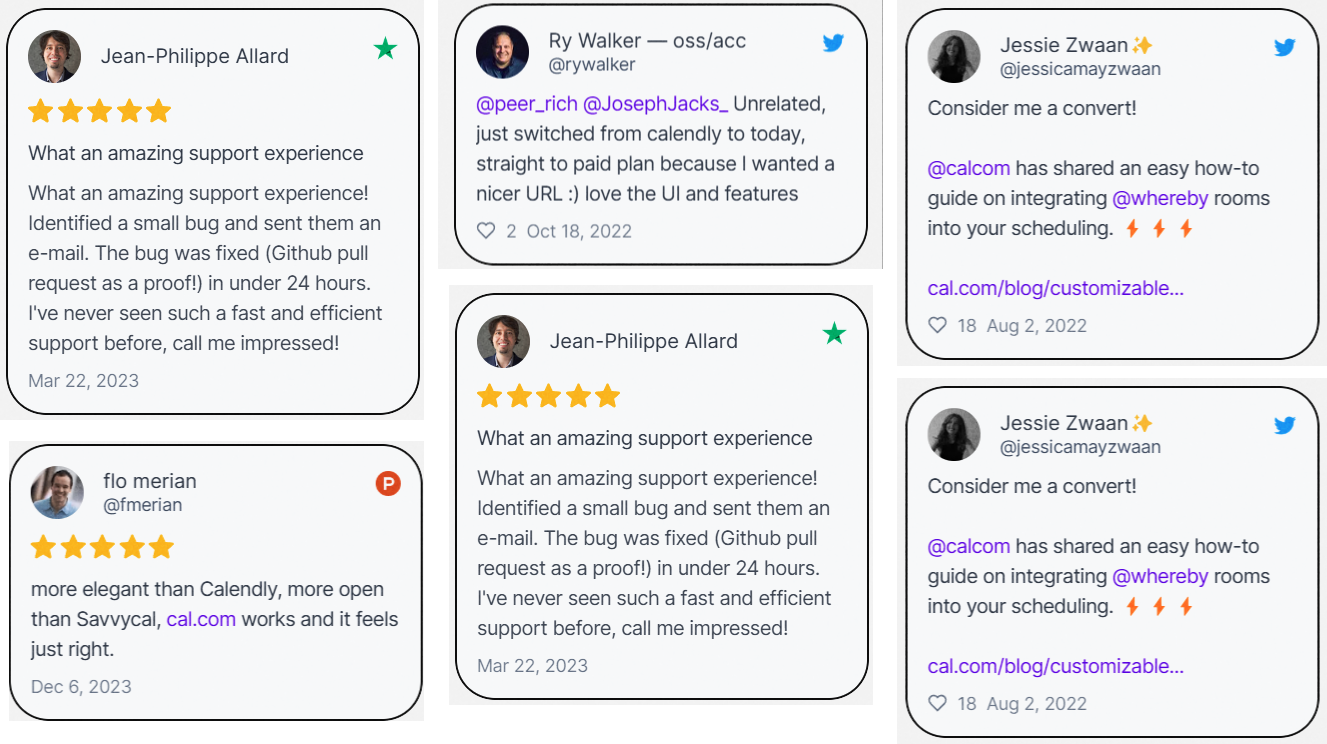 Jean-Philippe Allard
What an amazing support experience
What an amazing support experience!
Identified a small bug and sent them an
e-mail. The bug was fixed (Github pull
request as a proof!) in under 24 hours.
I've never seen such a fast and efficient
support before, call me impressed!
Mar 22, 2023
flo merian
@fmerian
P
more elegant than Calendly, more open
than Savvycal, cal.com works and it feels
just right.
Dec 6, 2023
Ry Walker — oss/acc
@rywalker
@peer_rich @JosephJacks_ Unrelated,
just switched from calendly to today,
straight to paid plan because I wanted a
nicer URL :) love the UI and features
2 Oct 18, 2022
Jean-Philippe Allard
What an amazing support experience
What an amazing support experience!
Identified a small bug and sent them an
e-mail. The bug was fixed (Github pull
request as a proof!) in under 24 hours.
I've never seen such a fast and efficient
support before, call me impressed!
Mar 22, 2023
Jessie Zwaan✨
@jessicamayzwaan
Consider me a convert!
@calcom has shared an easy how-to
guide on integrating @whereby rooms
into your scheduling. ⚡ ⚡ ⚡
cal.com/blog/customizable...
18 Aug 2, 2022
Jessie Zwaan✨
@jessicamayzwaan
Consider me a convert!
@calcom has shared an easy how-to
guide on integrating @whereby rooms
into your scheduling. ⚡ ⚡ ⚡
cal.com/blog/customizable...
18 Aug 2, 2022